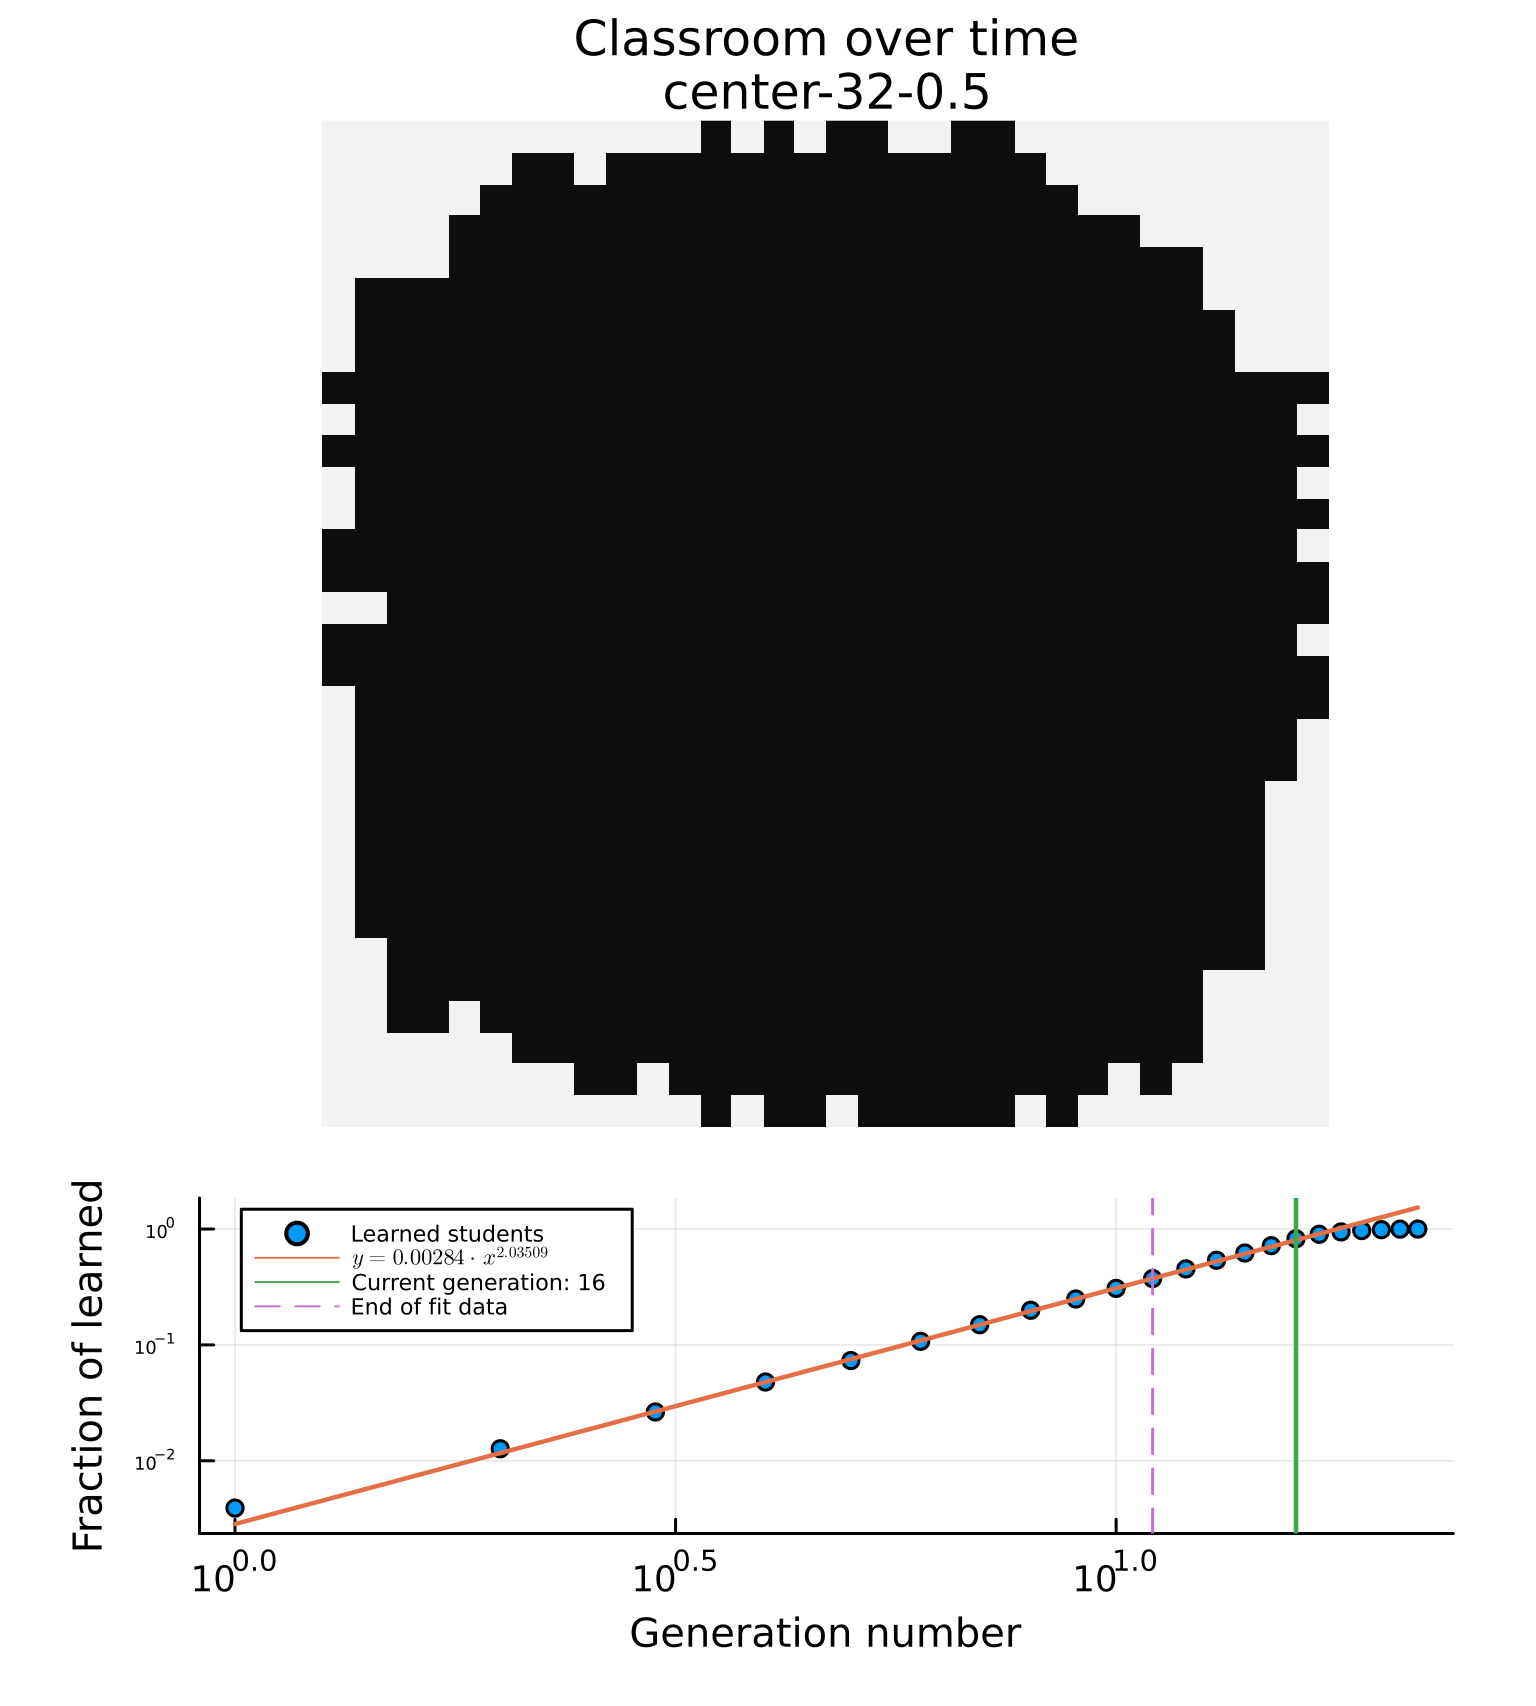 Classroom over time
center-32-0.5
Fraction of learned
10⁰
10⁻¹
10⁻²
Learned students
y = 0.00284 · x^{2.03509}
Current generation: 16
End of fit data
10^{0.0} 10^{0.5} 10^{1.0}
Generation number